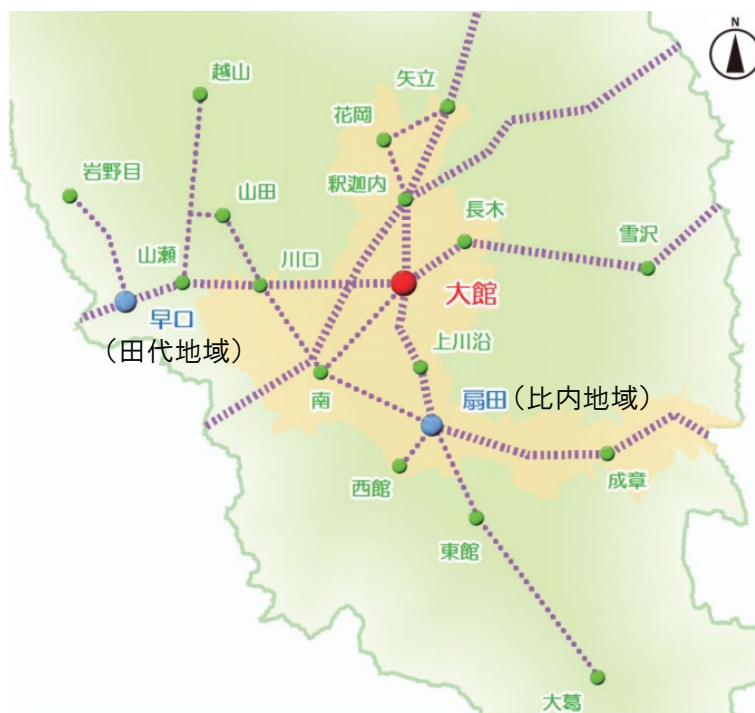 N
越山
矢立
花岡
岩野目
釈迦内
山田
長木
雪沢
山瀬
川口
大館
早口
（田代地域）
上川沿
南
扇田（比内地域）
西館
成章
東館
大葛